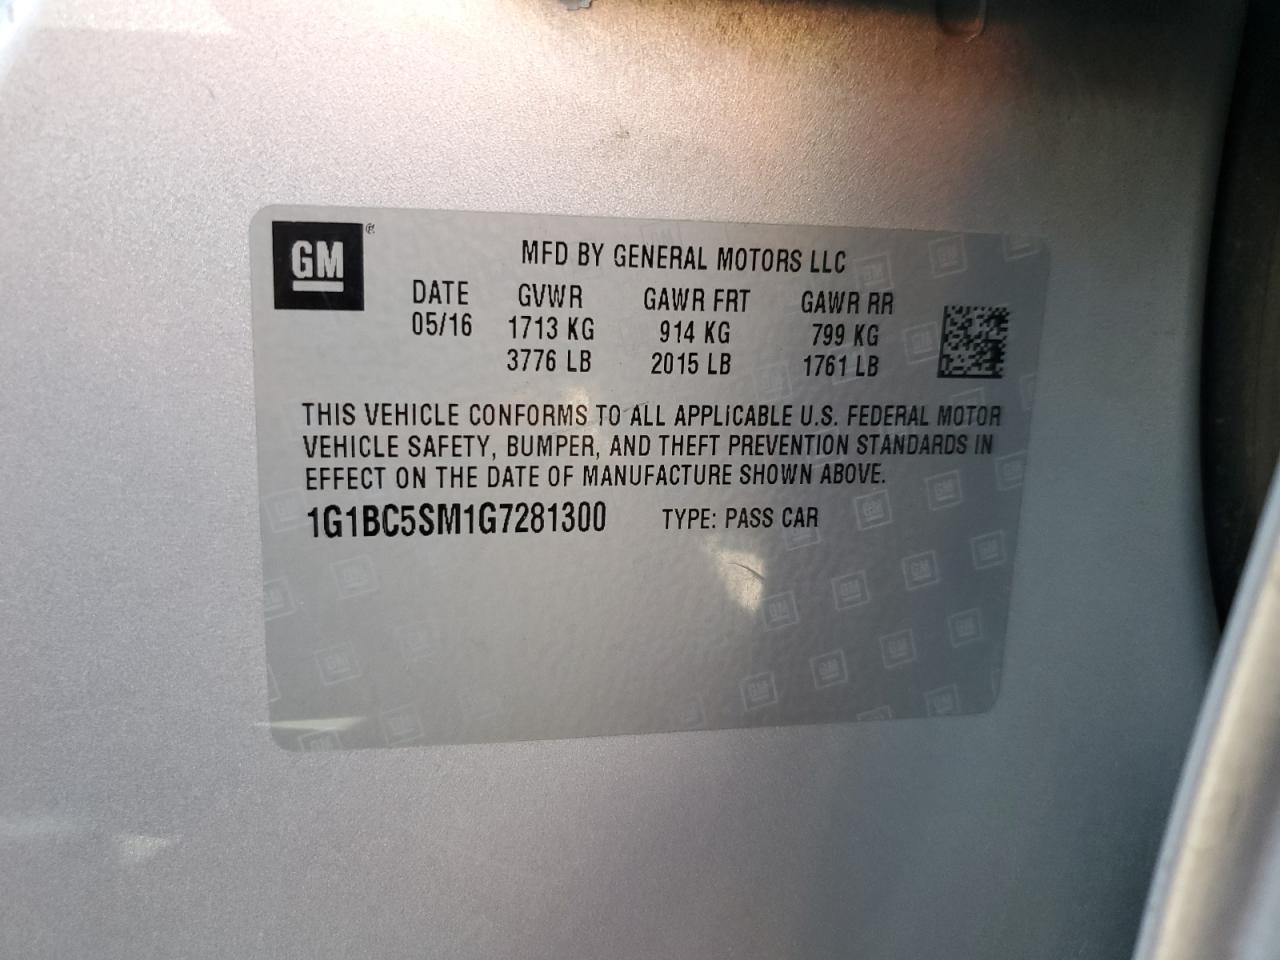 GM®
MFD BY GENERAL MOTORS LLC
DATE GVWR GAWR FRT GAWR RR
05/16 1713 KG 914 KG 799 KG
3776 LB 2015 LB 1761 LB
THIS VEHICLE CONFORMS TO ALL APPLICABLE U.S. FEDERAL MOTOR
VEHICLE SAFETY, BUMPER, AND THEFT PREVENTION STANDARDS IN
EFFECT ON THE DATE OF MANUFACTURE SHOWN ABOVE.
1G1BC5SM1G7281300 TYPE: PASS CAR